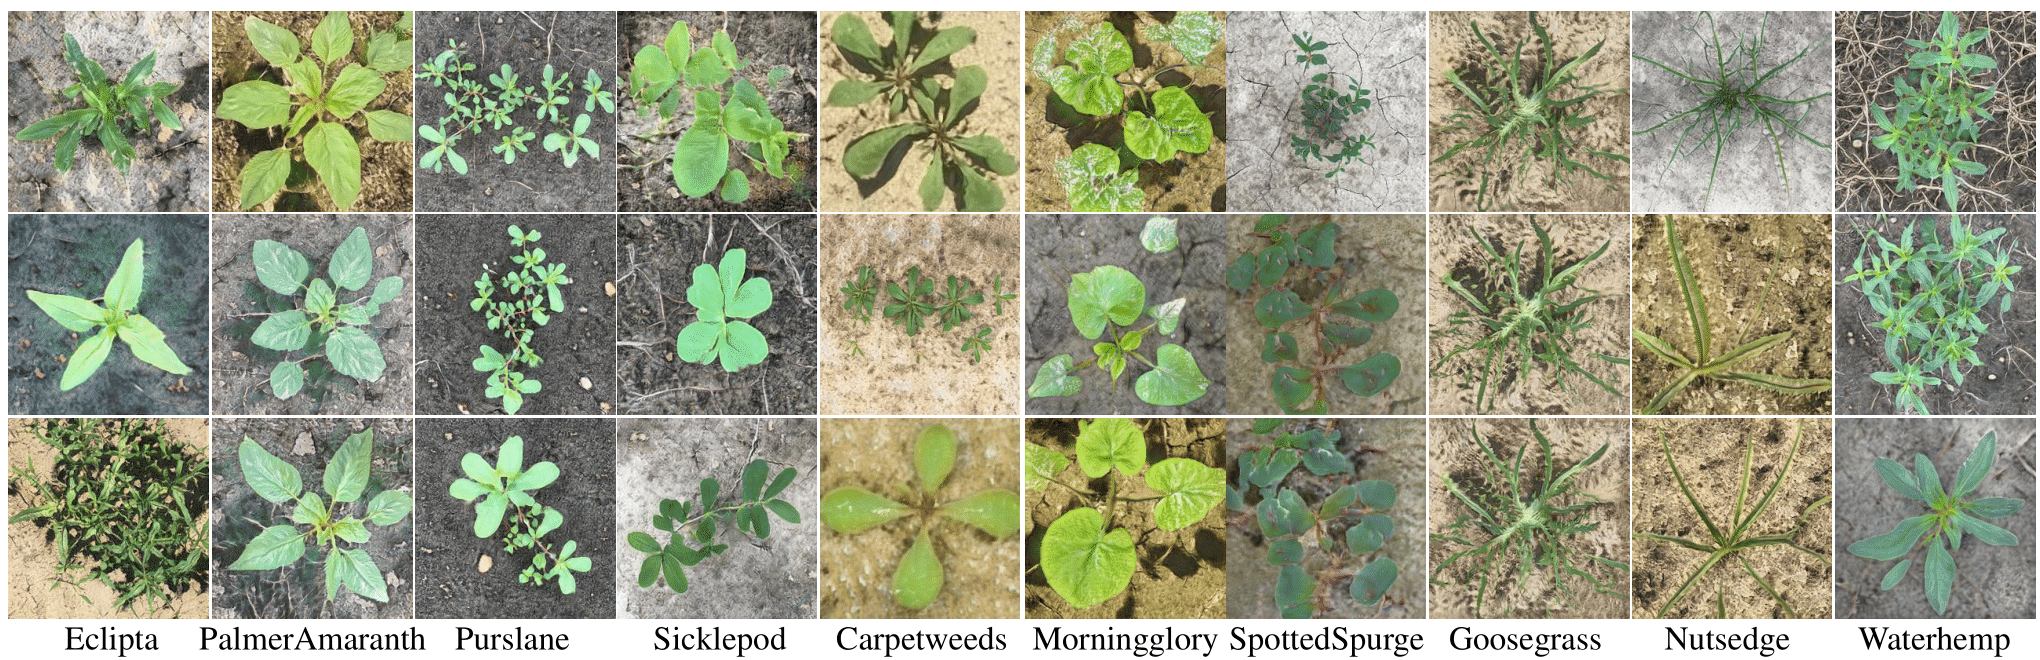 Eclipta PalmerAmaranth Purslane Sicklepod Carpetweeds Morningglory SpottedSpurge Goosegrass Nutsedge Waterhemp